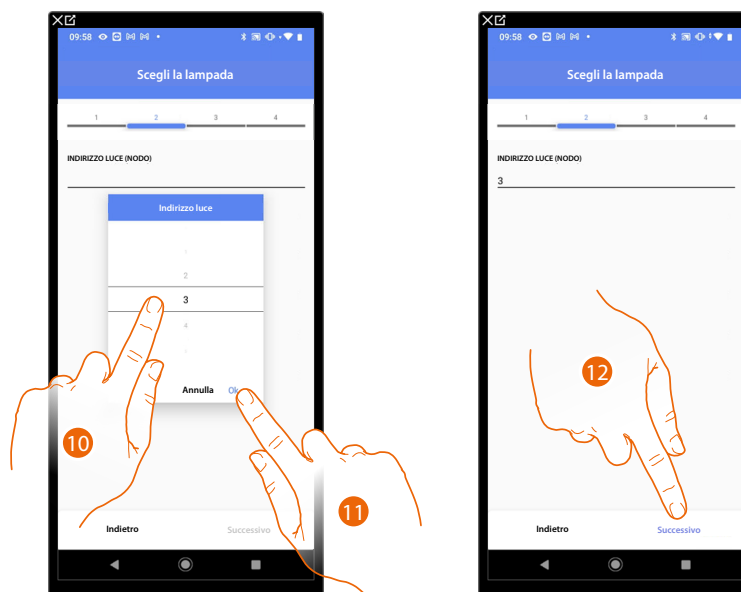 09:58
Scegli la lampada
1 2 3 4
INDIRIZZO LUCE (NODO)
Indirizzo luce
2
3
4
Annulla Ok
10
11
Indietro Successivo
09:58
Scegli la lampada
1 2 3 4
INDIRIZZO LUCE (NODO)
3
12
Indietro Successivo